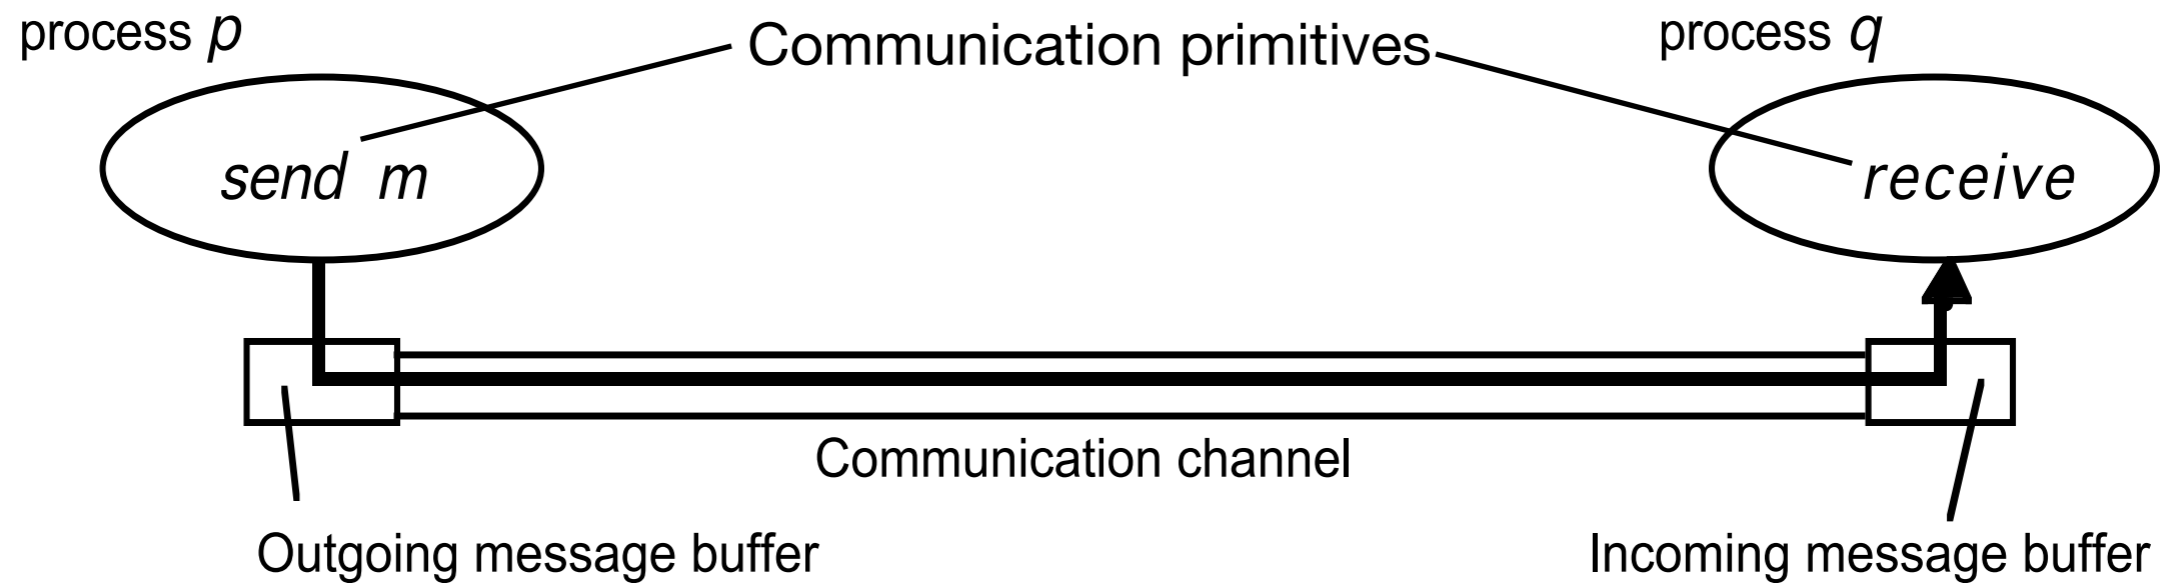 process p
Communication primitives
process q
send m
receive
Communication channel
Outgoing message buffer
Incoming message buffer